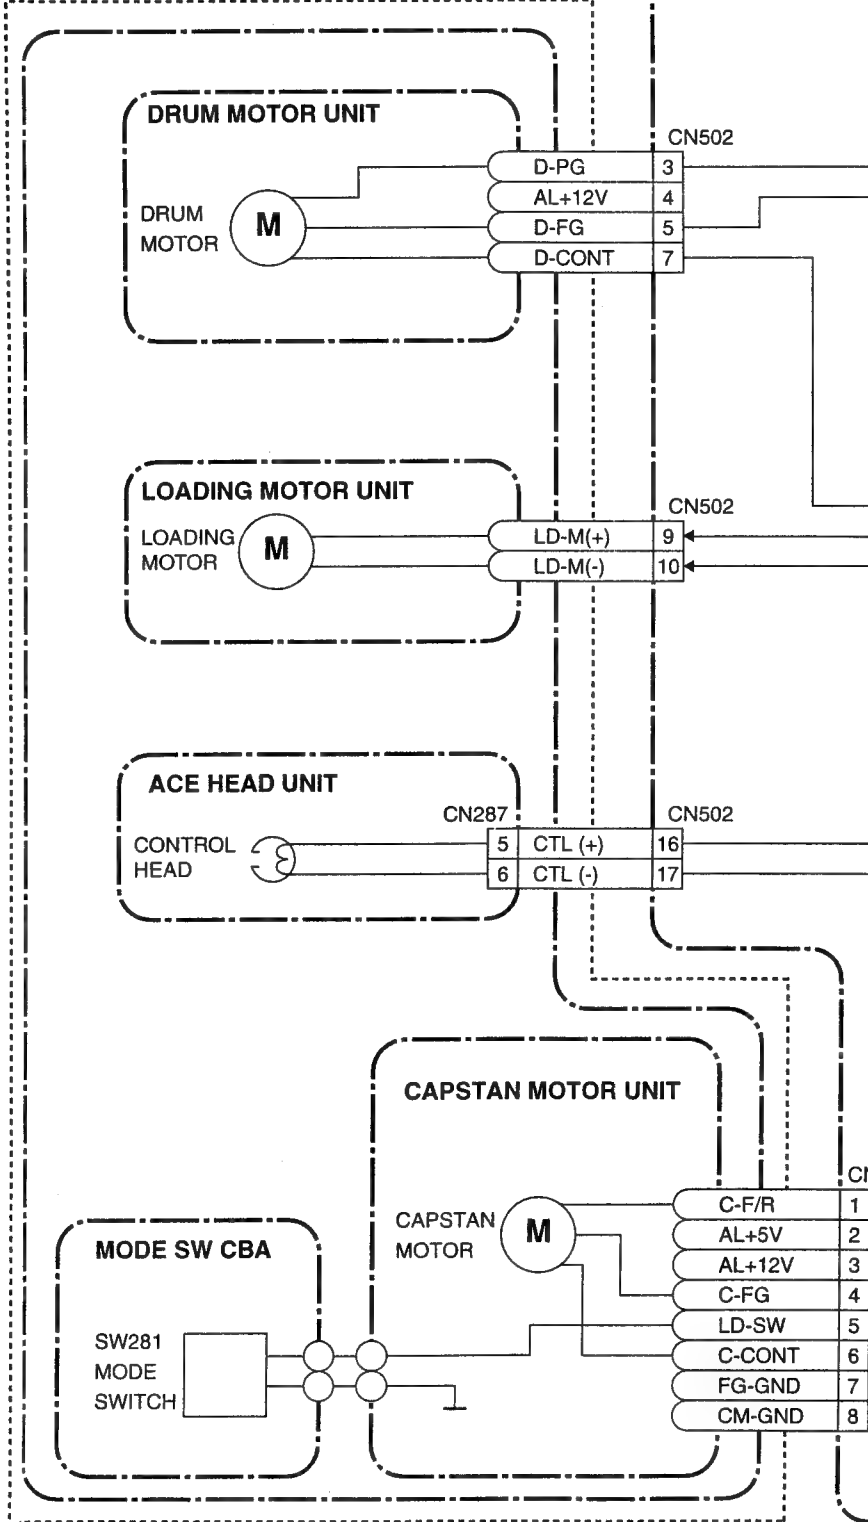 DRUM MOTOR UNIT
CN502
DRUM
MOTOR
M
D-PG 3
AL+12V 4
D-FG 5
D-CONT 7
LOADING MOTOR UNIT
CN502
LOADING
MOTOR
M
LD-M(+) 9
LD-M(-) 10
ACE HEAD UNIT
CN287
CN502
CONTROL
HEAD
5 CTL (+) 16
6 CTL (-) 17
CAPSTAN MOTOR UNIT
CN
CAPSTAN
MOTOR
M
C-F/R 1
AL+5V 2
AL+12V 3
C-FG 4
LD-SW 5
C-CONT 6
FG-GND 7
CM-GND 8
MODE SW CBA
SW281
MODE
SWITCH